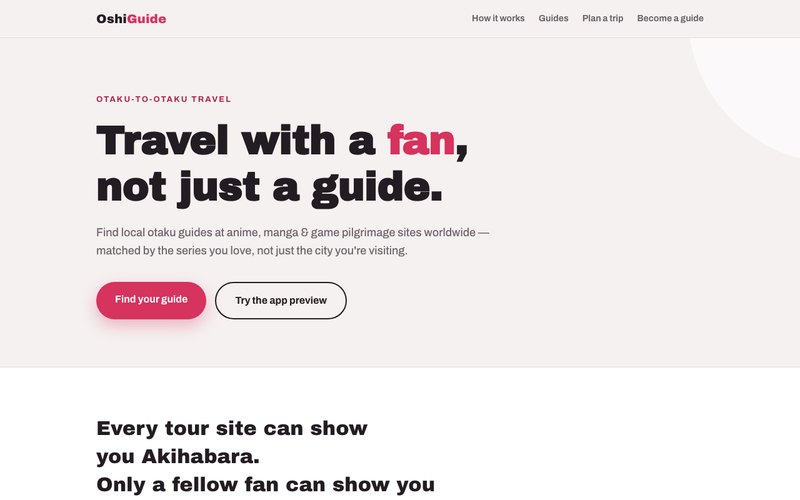 OshiGuide
How it works Guides Plan a trip Become a guide
OTAKU-TO-OTAKU TRAVEL
Travel with a fan,
not just a guide.
Find local otaku guides at anime, manga & game pilgrimage sites worldwide —
matched by the series you love, not just the city you're visiting.
Find your guide Try the app preview
Every tour site can show
you Akihabara.
Only a fellow fan can show you